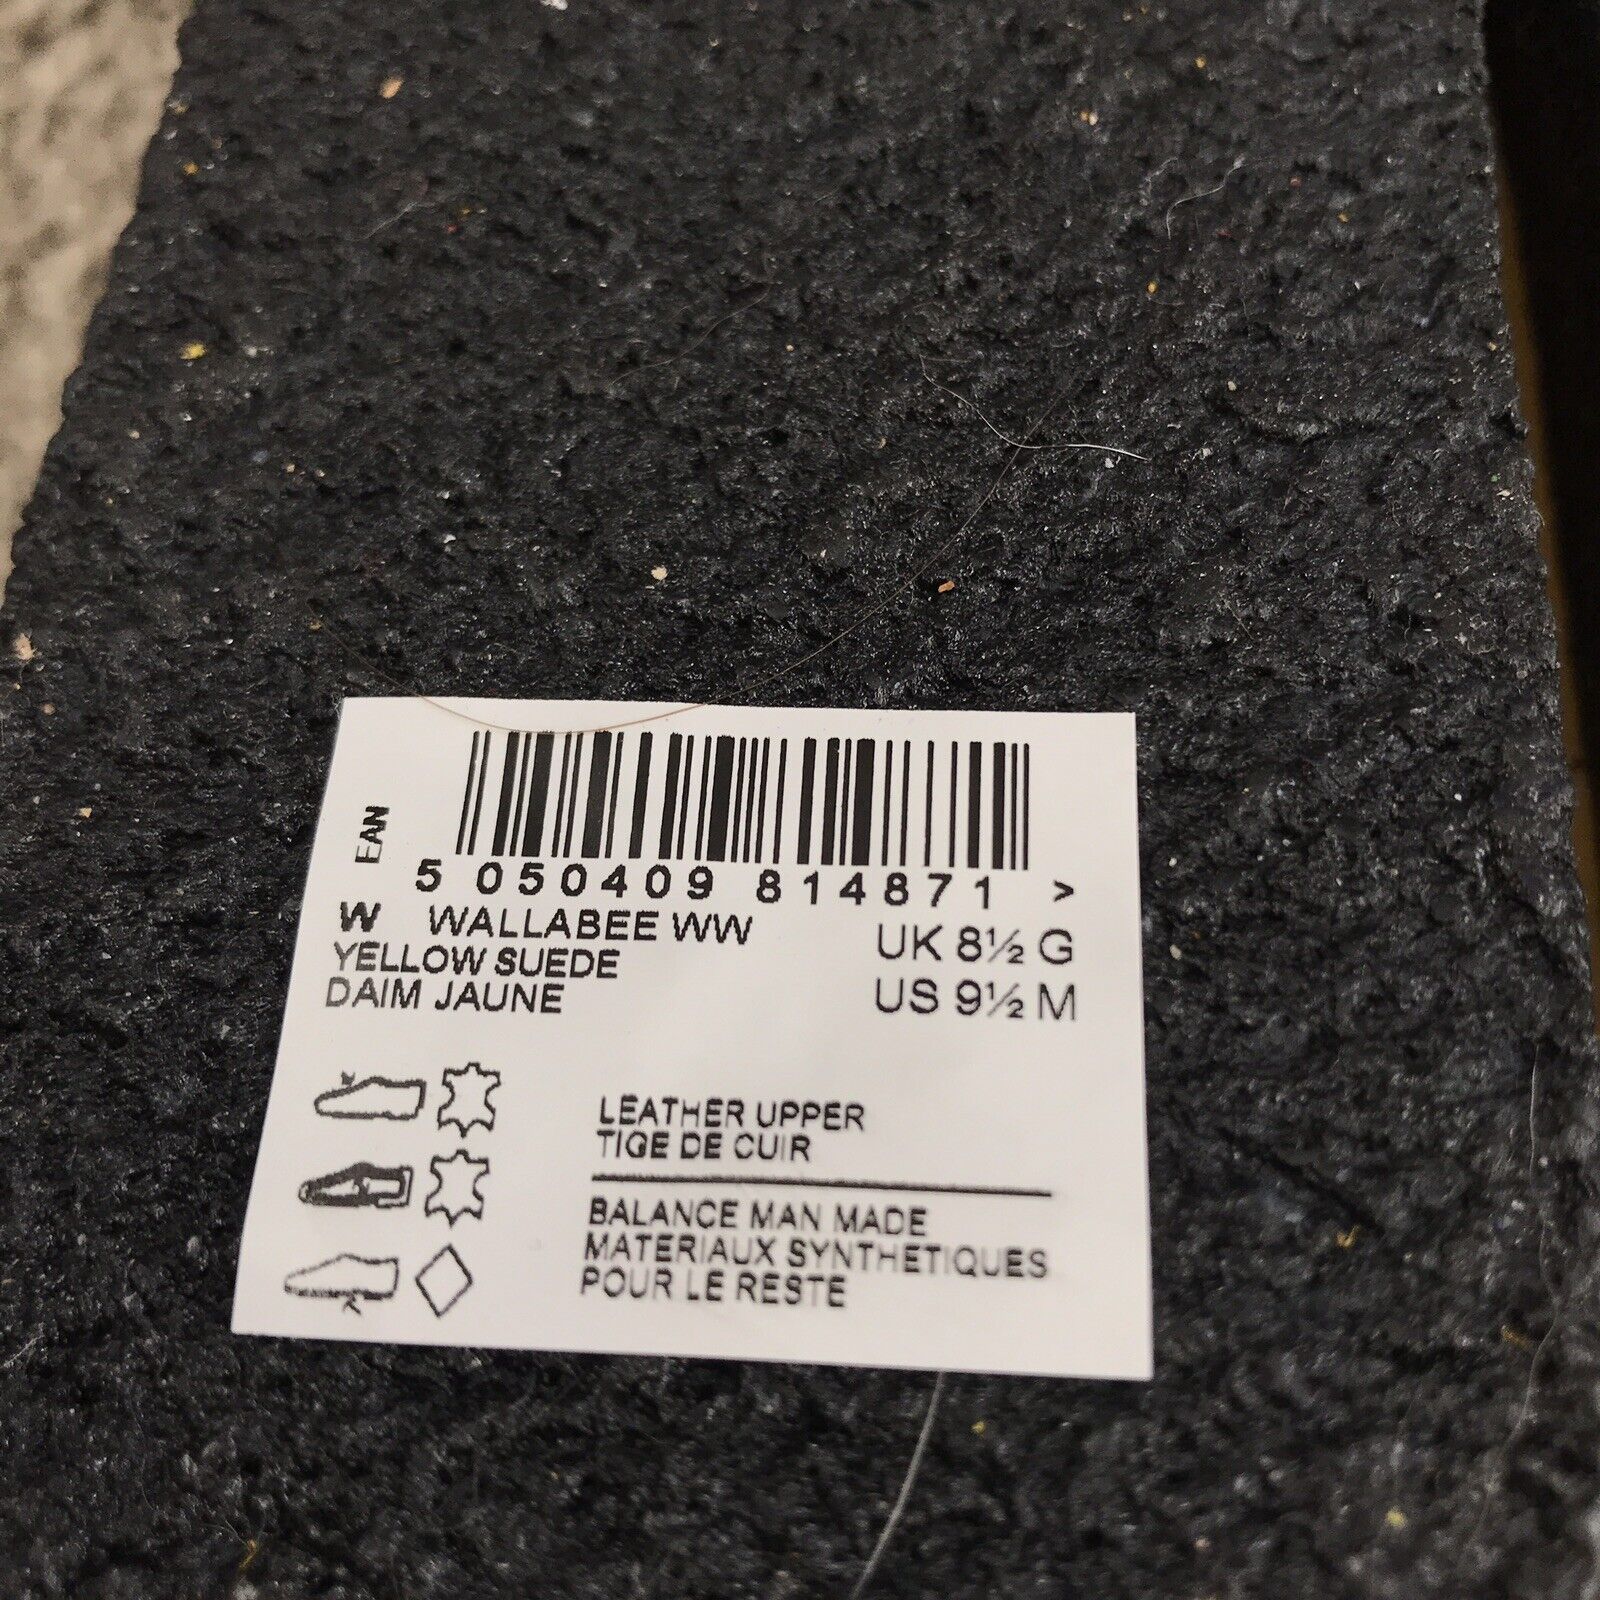 EAN
5 050409 814871 >
W WALLABEE WW
YELLOW SUEDE
DAIM JAUNE
UK 8½ G
US 9½ M
LEATHER UPPER
TIGE DE CUIR
BALANCE MAN MADE
MATERIAUX SYNTHETIQUES
POUR LE RESTE